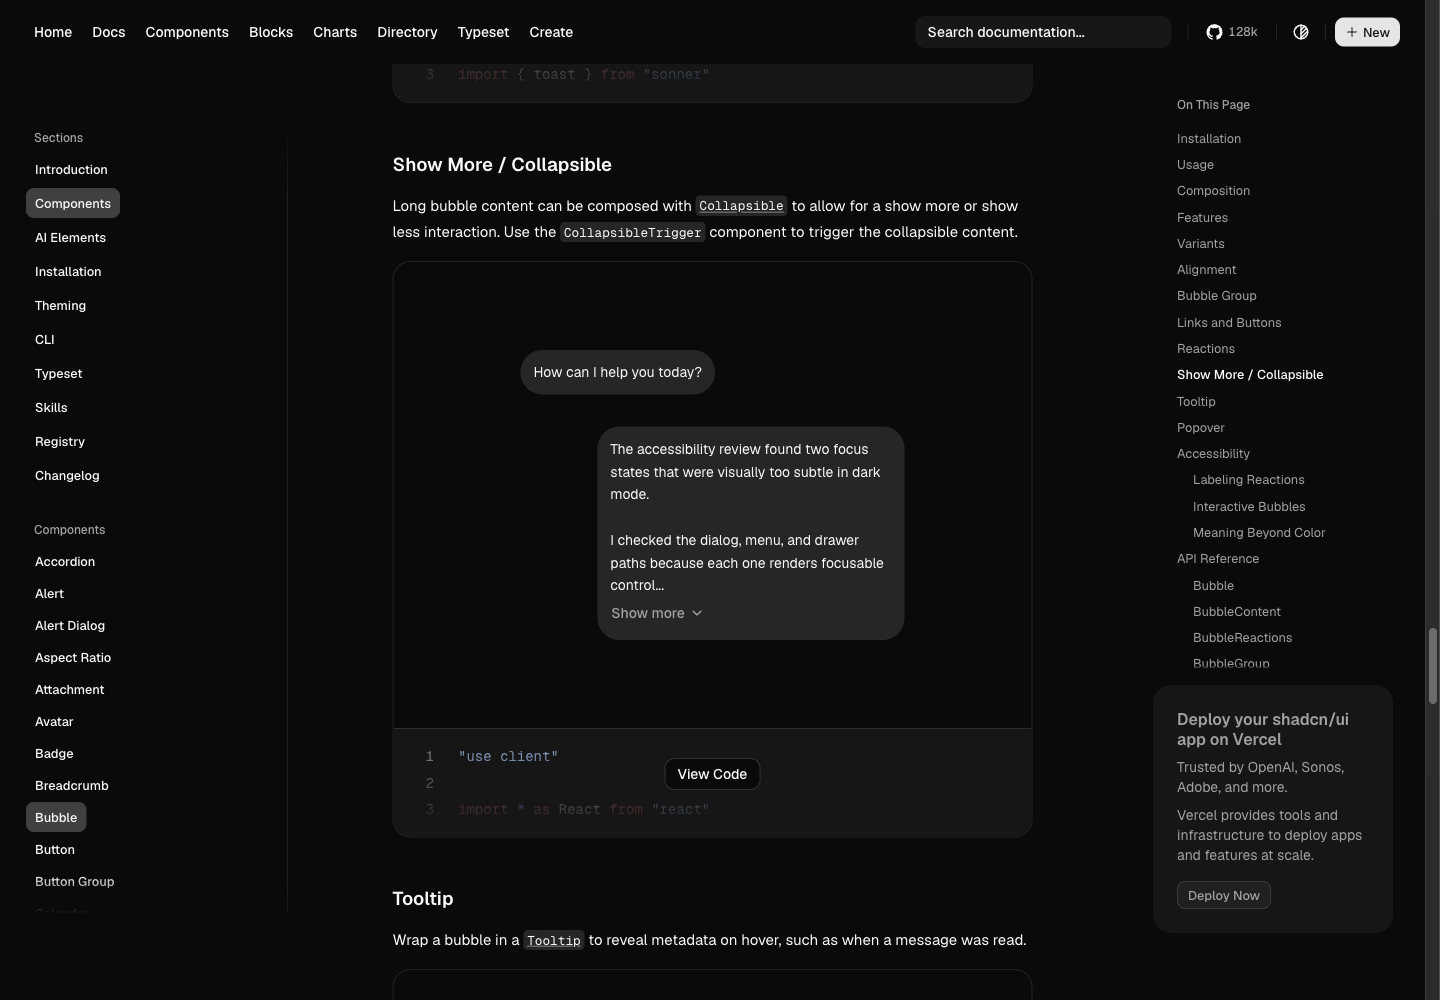 Home
Docs
Components
Blocks
Charts
Directory
Typeset
Create
Search documentation...
128k
New
Sections
Introduction
Components
AI Elements
Installation
Theming
CLI
Typeset
Skills
Registry
Changelog
Components
Accordion
Alert
Alert Dialog
Aspect Ratio
Attachment
Avatar
Badge
Breadcrumb
Bubble
Button
Button Group
Calendar
3 import { toast } from "sonner"
Show More / Collapsible
Long bubble content can be composed with Collapsible to allow for a show more or show
less interaction. Use the CollapsibleTrigger component to trigger the collapsible content.
How can I help you today?
The accessibility review found two focus
states that were visually too subtle in dark
mode.
I checked the dialog, menu, and drawer
paths because each one renders focusable
control...
Show more
1 "use client"
2
View Code
3 import * as React from "react"
Tooltip
Wrap a bubble in a Tooltip to reveal metadata on hover, such as when a message was read.
On This Page
Installation
Usage
Composition
Features
Variants
Alignment
Bubble Group
Links and Buttons
Reactions
Show More / Collapsible
Tooltip
Popover
Accessibility
Labeling Reactions
Interactive Bubbles
Meaning Beyond Color
API Reference
Bubble
BubbleContent
BubbleReactions
BubbleGroup
Deploy your shadcn/ui
app on Vercel
Trusted by OpenAI, Sonos,
Adobe, and more.
Vercel provides tools and
infrastructure to deploy apps
and features at scale.
Deploy Now